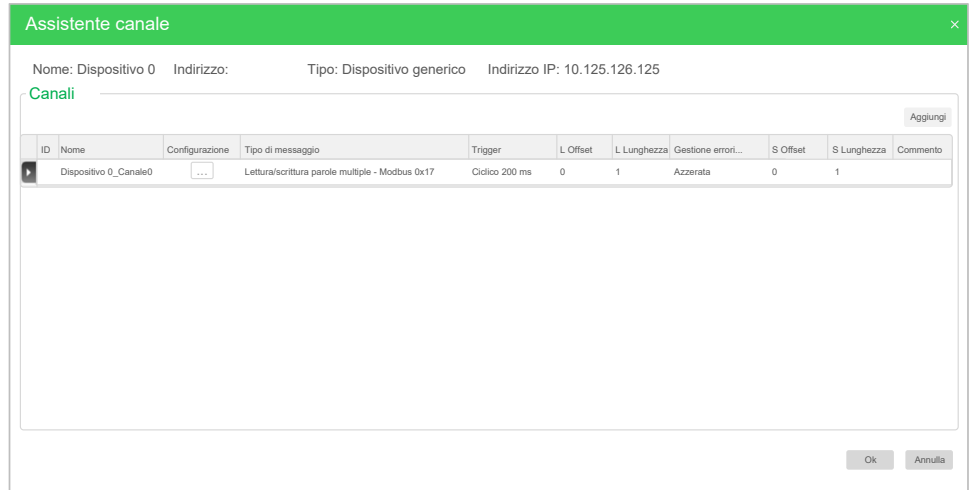 Assistente canale ×
Nome: Dispositivo 0 Indirizzo: Tipo: Dispositivo generico Indirizzo IP: 10.125.126.125
Canali
Aggiungi
ID Nome Configurazione Tipo di messaggio Trigger L Offset L Lunghezza Gestione errori... S Offset S Lunghezza Commento
Dispositivo 0_Canale0 ... Lettura/scrittura parole multiple - Modbus 0x17 Ciclico 200 ms 0 1 Azzerata 0 1
Ok Annulla